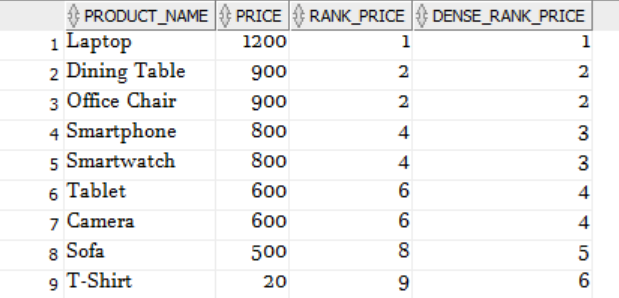 PRODUCT_NAME PRICE RANK_PRICE DENSE_RANK_PRICE
1 Laptop 1200 1 1
2 Dining Table 900 2 2
3 Office Chair 900 2 2
4 Smartphone 800 4 3
5 Smartwatch 800 4 3
6 Tablet 600 6 4
7 Camera 600 6 4
8 Sofa 500 8 5
9 T-Shirt 20 9 6